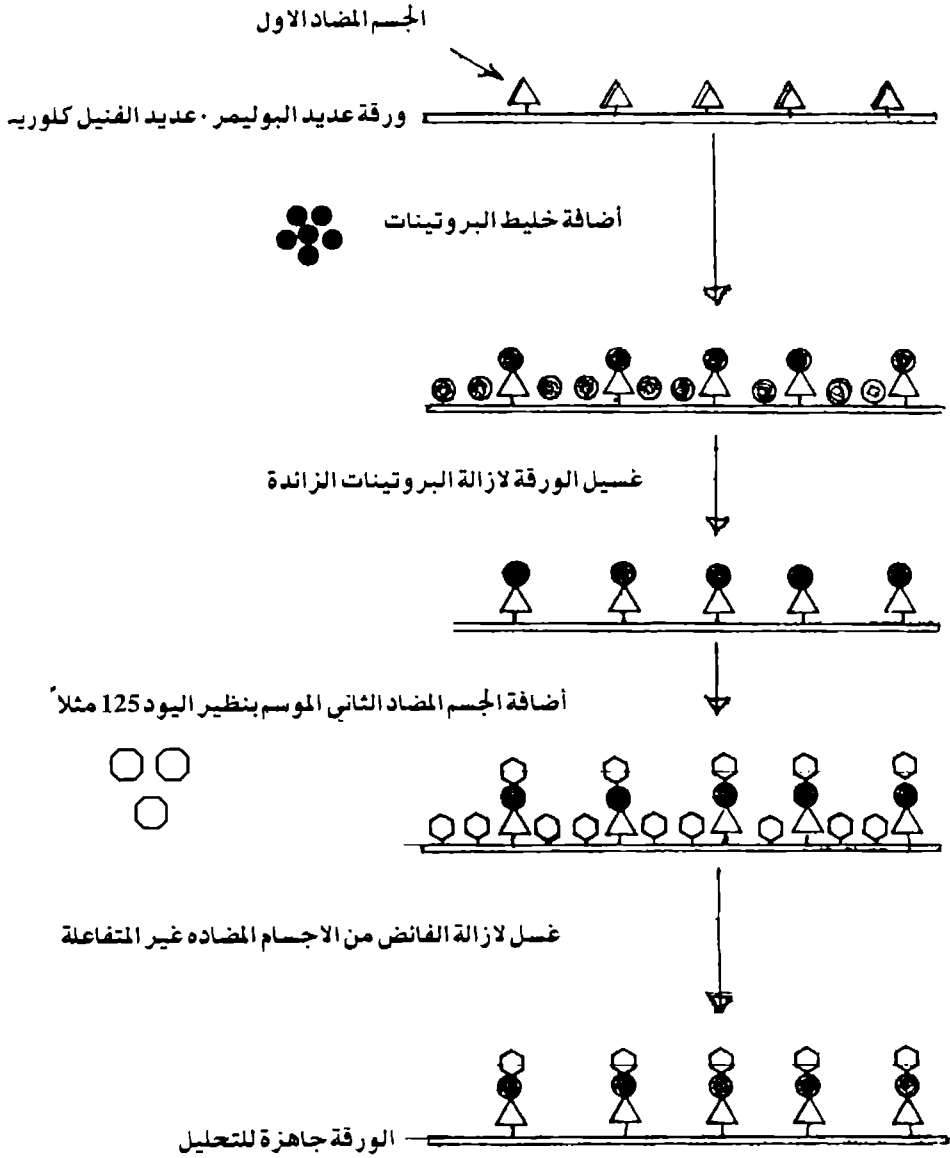 الجسم المضاد الاول
ورقة عديد البوليمر . عديد الفنيل كلوريد
أضافة خليط البروتينات
غسيل الورقة لازالة البروتينات الزائدة
أضافة الجسم المضاد الثاني الموسم بنظير اليود 125 مثلاً
غسل لازالة الفائض من الاجسام المضاده غير المتفاعلة
الورقة جاهزة للتحليل